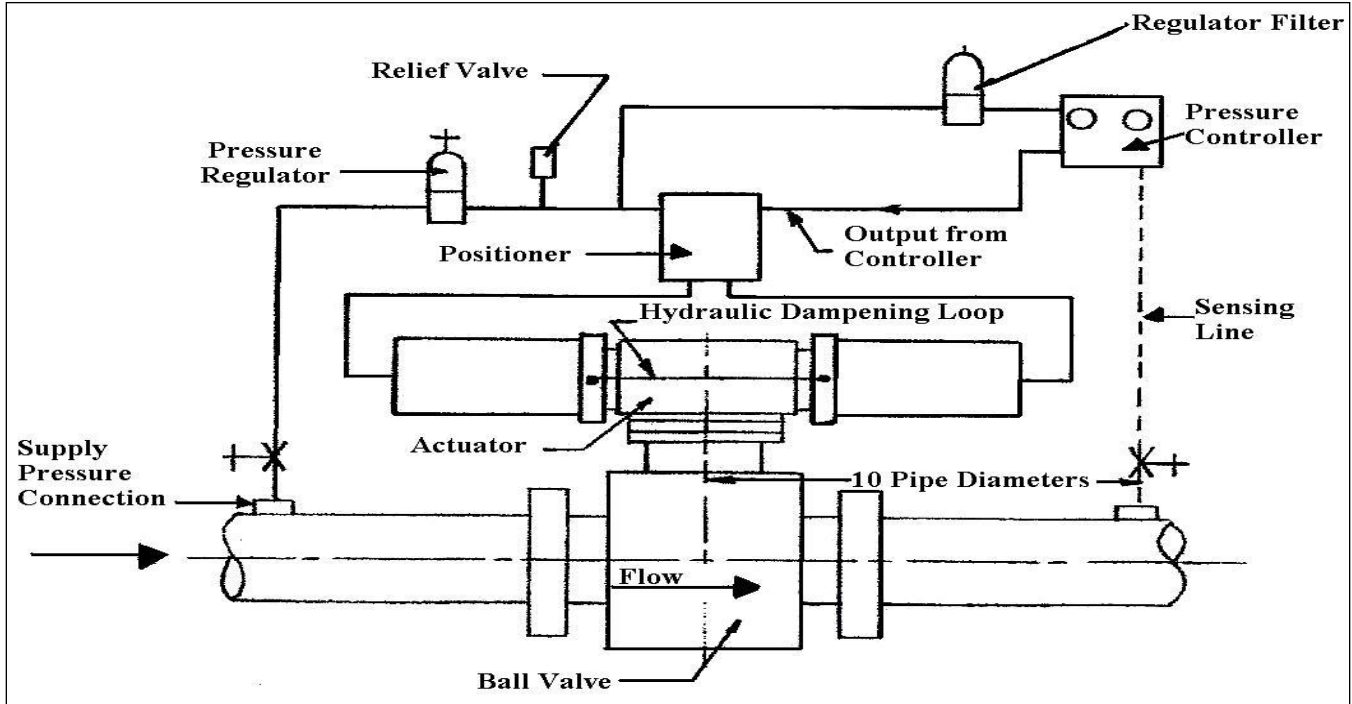 Regulator Filter
Relief Valve
Pressure
Controller
Pressure
Regulator
Output from
Controller
Positioner
Hydraulic Dampening Loop
Sensing
Line
Actuator
Supply
Pressure
Connection
10 Pipe Diameters
Flow
Ball Valve